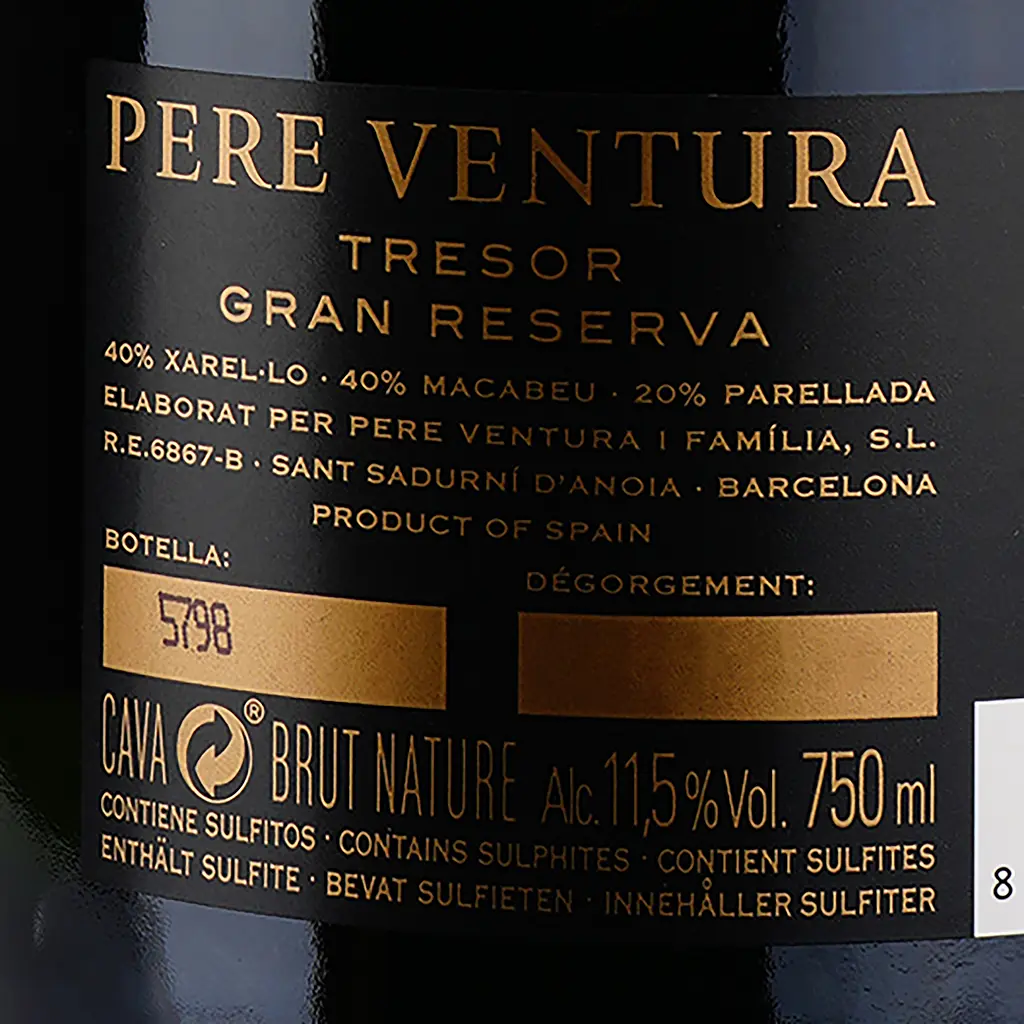 PERE VENTURA
TRESOR
GRAN RESERVA
40% XAREL·LO · 40% MACABEU · 20% PARELLADA
ELABORAT PER PERE VENTURA I FAMÍLIA, S.L.
R.E.6867-B · SANT SADURNÍ D'ANOIA · BARCELONA
PRODUCT OF SPAIN
BOTELLA:
5798
DÉGORGEMENT:
CAVA ® BRUT NATURE Alc. 11,5 % Vol. 750 ml
CONTIENE SULFITOS · CONTAINS SULPHITES · CONTIENT SULFITES
ENTHÄLT SULFITE · BEVAT SULFIETEN · INNEHÅLLER SULFITER
8